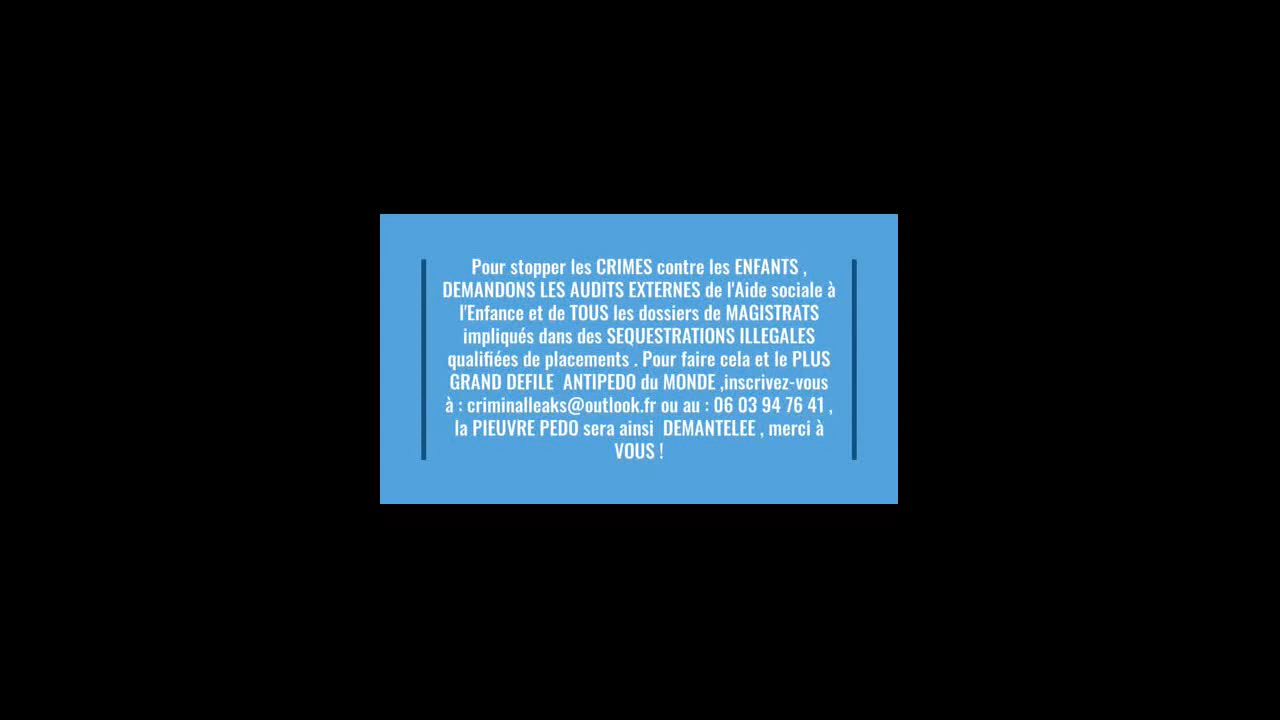 Pour stopper les CRIMES contre les ENFANTS ,
DEMANDONS LES AUDITS EXTERNES de l'Aide sociale à
l'Enfance et de TOUS les dossiers de MAGISTRATS
impliqués dans des SEQUESTRATIONS ILLEGALES
qualifiées de placements . Pour faire cela et le PLUS
GRAND DEFILE ANTIPEDO du MONDE ,inscrivez-vous
à : criminalleaks@outlook.fr ou au : 06 03 94 76 41 ,
la PIEUVRE PEDO sera ainsi DEMANTELEE , merci à
VOUS !